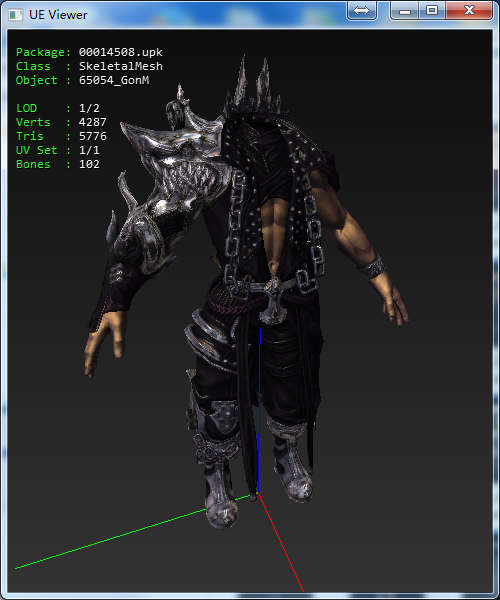 UE Viewer
Package: 00014508.upk
Class : SkeletalMesh
Object : 65054_GonM
LOD : 1/2
Verts : 4287
Tris : 5776
UV Set : 1/1
Bones : 102